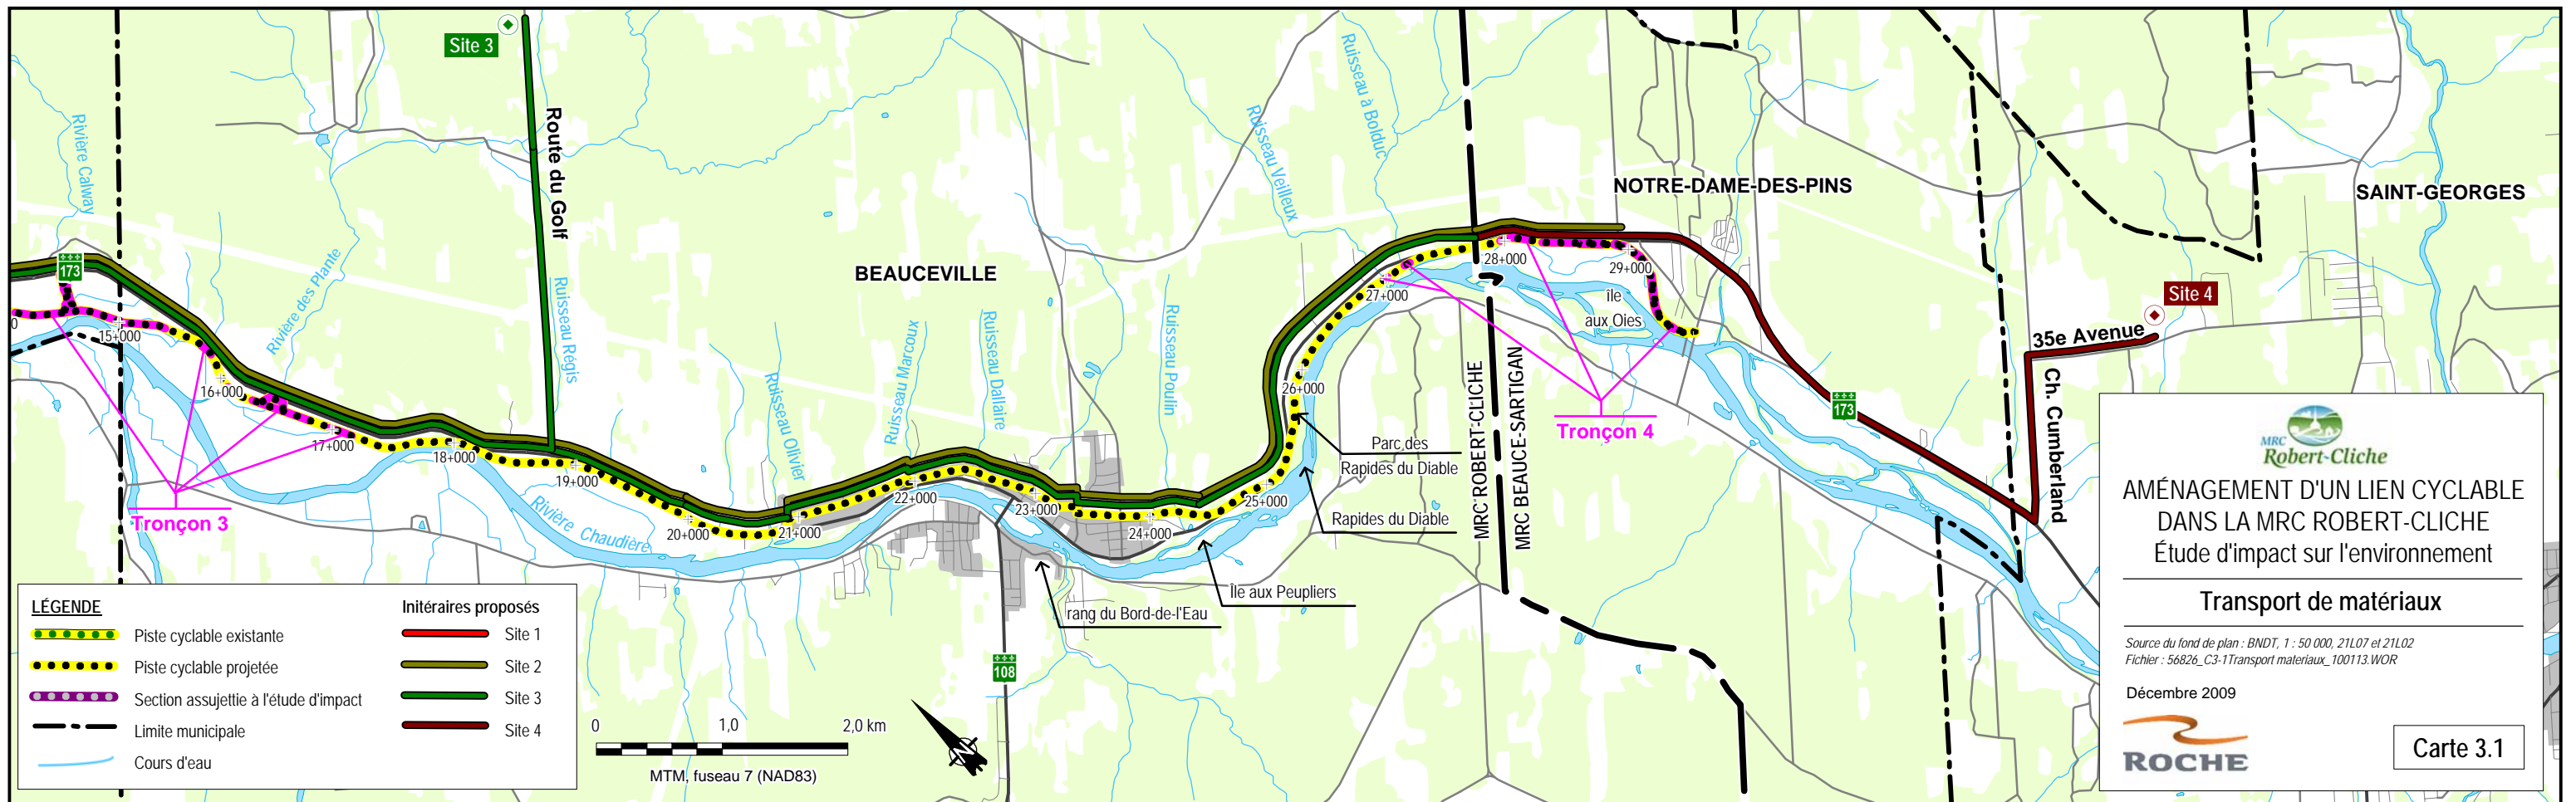 Site 3
Route du Golf
Rivière Calway
173
Rivière des Plante
Ruisseau Régis
BEAUCEVILLE
Ruisseau Olivier
Ruisseau Marcoux
Ruisseau Dallaire
Ruisseau Poulin
Ruisseau Veilleux
Ruisseau à Bolduc
NOTRE-DAME-DES-PINS
SAINT-GEORGES
Site 4
35e Avenue
Ch. Cumberland
173
île
aux Oies
MRC ROBERT-CLICHE
MRC BEAUCE-SARTIGAN
0
15+000
16+000
17+000
18+000
19+000
20+000
21+000
22+000
23+000
24+000
25+000
26+000
27+000
28+000
29+000
Tronçon 3
Tronçon 4
Rivière Chaudière
Parc des
Rapides du Diable
Rapides du Diable
Île aux Peupliers
rang du Bord-de-l'Eau
108
LÉGENDE
Piste cyclable existante
Piste cyclable projetée
Section assujettie à l'étude d'impact
Limite municipale
Cours d'eau
Initéraires proposés
Site 1
Site 2
Site 3
Site 4
0 1,0 2,0 km
MTM, fuseau 7 (NAD83)
N
MRC
Robert-Cliche
AMÉNAGEMENT D'UN LIEN CYCLABLE
DANS LA MRC ROBERT-CLICHE
Étude d'impact sur l'environnement
Transport de matériaux
Source du fond de plan : BNDT, 1 : 50 000, 21L07 et 21L02
Fichier : 56826_C3-1Transport materiaux_100113.WOR
Décembre 2009
ROCHE
Carte 3.1